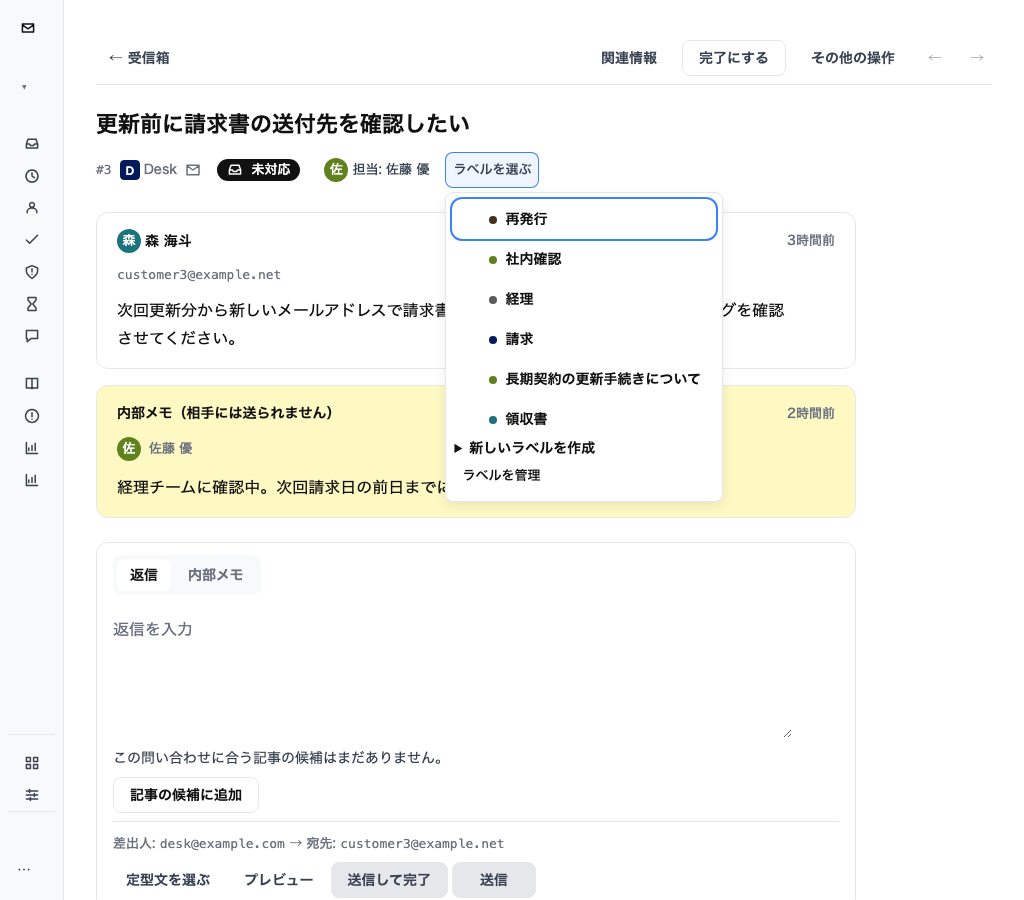 ← 受信箱
関連情報
完了にする
その他の操作
← →
更新前に請求書の送付先を確認したい
#3 D Desk 未対応 佐 担当: 佐藤 優 ラベルを選ぶ
再発行
社内確認
経理
請求
長期契約の更新手続きについて
領収書
▶ 新しいラベルを作成
ラベルを管理
森 森 海斗 3時間前
customer3@example.net
次回更新分から新しいメールアドレスで請求書 グを確認
させてください。
内部メモ（相手には送られません） 2時間前
佐 佐藤 優
経理チームに確認中。次回請求日の前日までに
返信 内部メモ
返信を入力
この問い合わせに合う記事の候補はまだありません。
記事の候補に追加
差出人: desk@example.com → 宛先: customer3@example.net
定型文を選ぶ プレビュー 送信して完了 送信